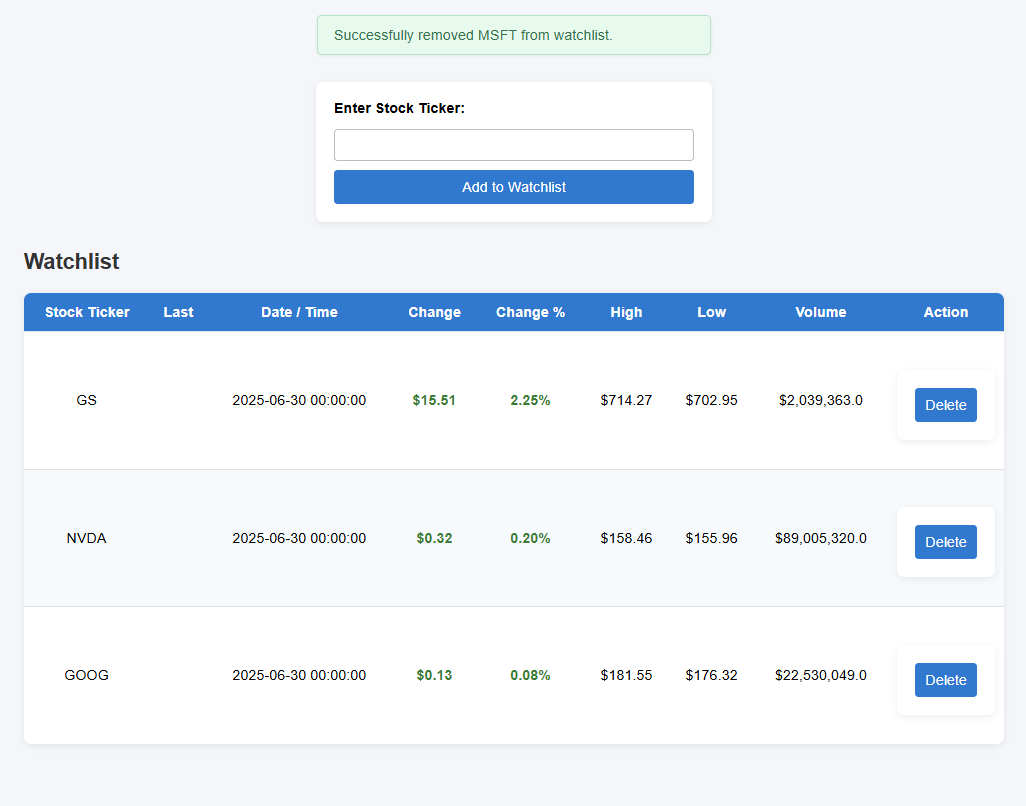 Successfully removed MSFT from watchlist.
Enter Stock Ticker:
Add to Watchlist
Watchlist
Stock Ticker Last Date / Time Change Change % High Low Volume Action
GS 2025-06-30 00:00:00 $15.51 2.25% $714.27 $702.95 $2,039,363.0 Delete
NVDA 2025-06-30 00:00:00 $0.32 0.20% $158.46 $155.96 $89,005,320.0 Delete
GOOG 2025-06-30 00:00:00 $0.13 0.08% $181.55 $176.32 $22,530,049.0 Delete